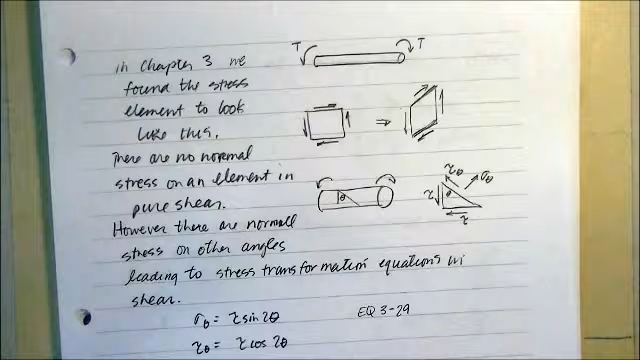 T T
in Chapter 3 we
found the stress
element to look
like this.
⇒
There are no normal
stress on an element in
pure shear.
τθ σθ
τ θ
τ
However there are normal
stress on other angles
leading to stress transformation equations in
shear.
σθ = τ sin 2θ EQ 3-29
τθ = τ cos 2θ